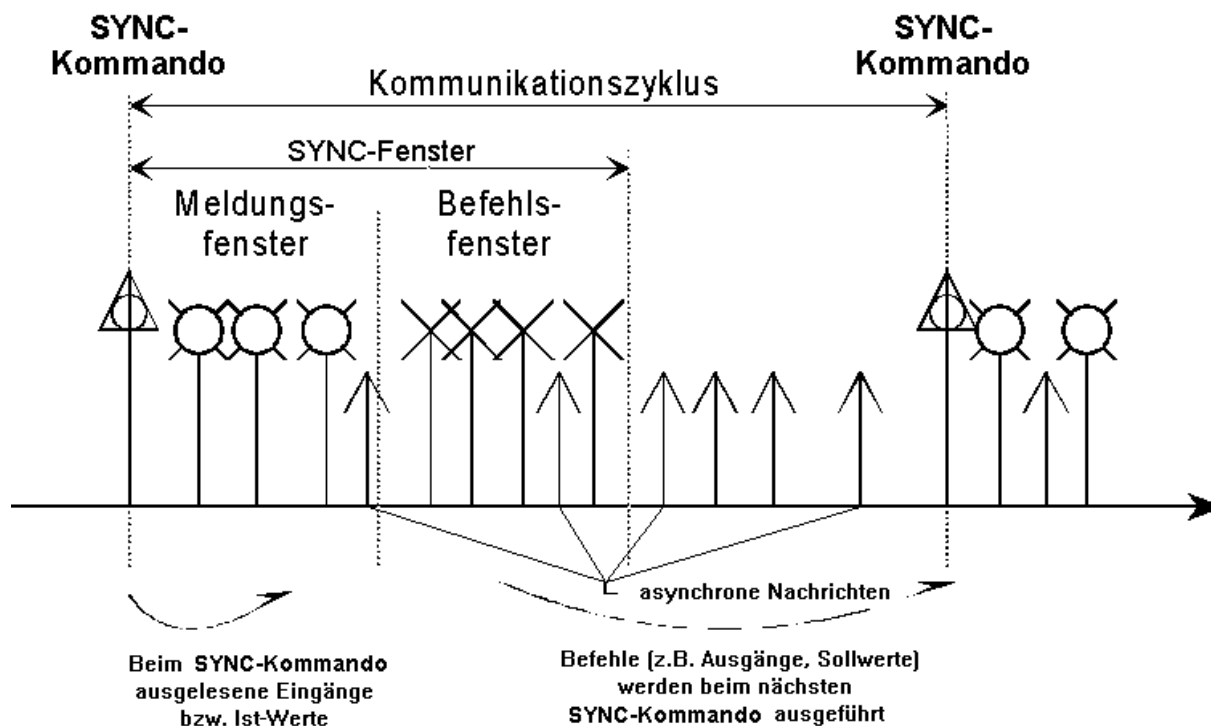 SYNC-
Kommando
SYNC-
Kommando
Kommunikationszyklus
SYNC-Fenster
Meldungs-
fenster
Befehls-
fenster
asynchrone Nachrichten
Beim SYNC-Kommando
ausgelesene Eingänge
bzw. Ist-Werte
Befehle (z.B. Ausgänge, Sollwerte)
werden beim nächsten
SYNC-Kommando ausgeführt